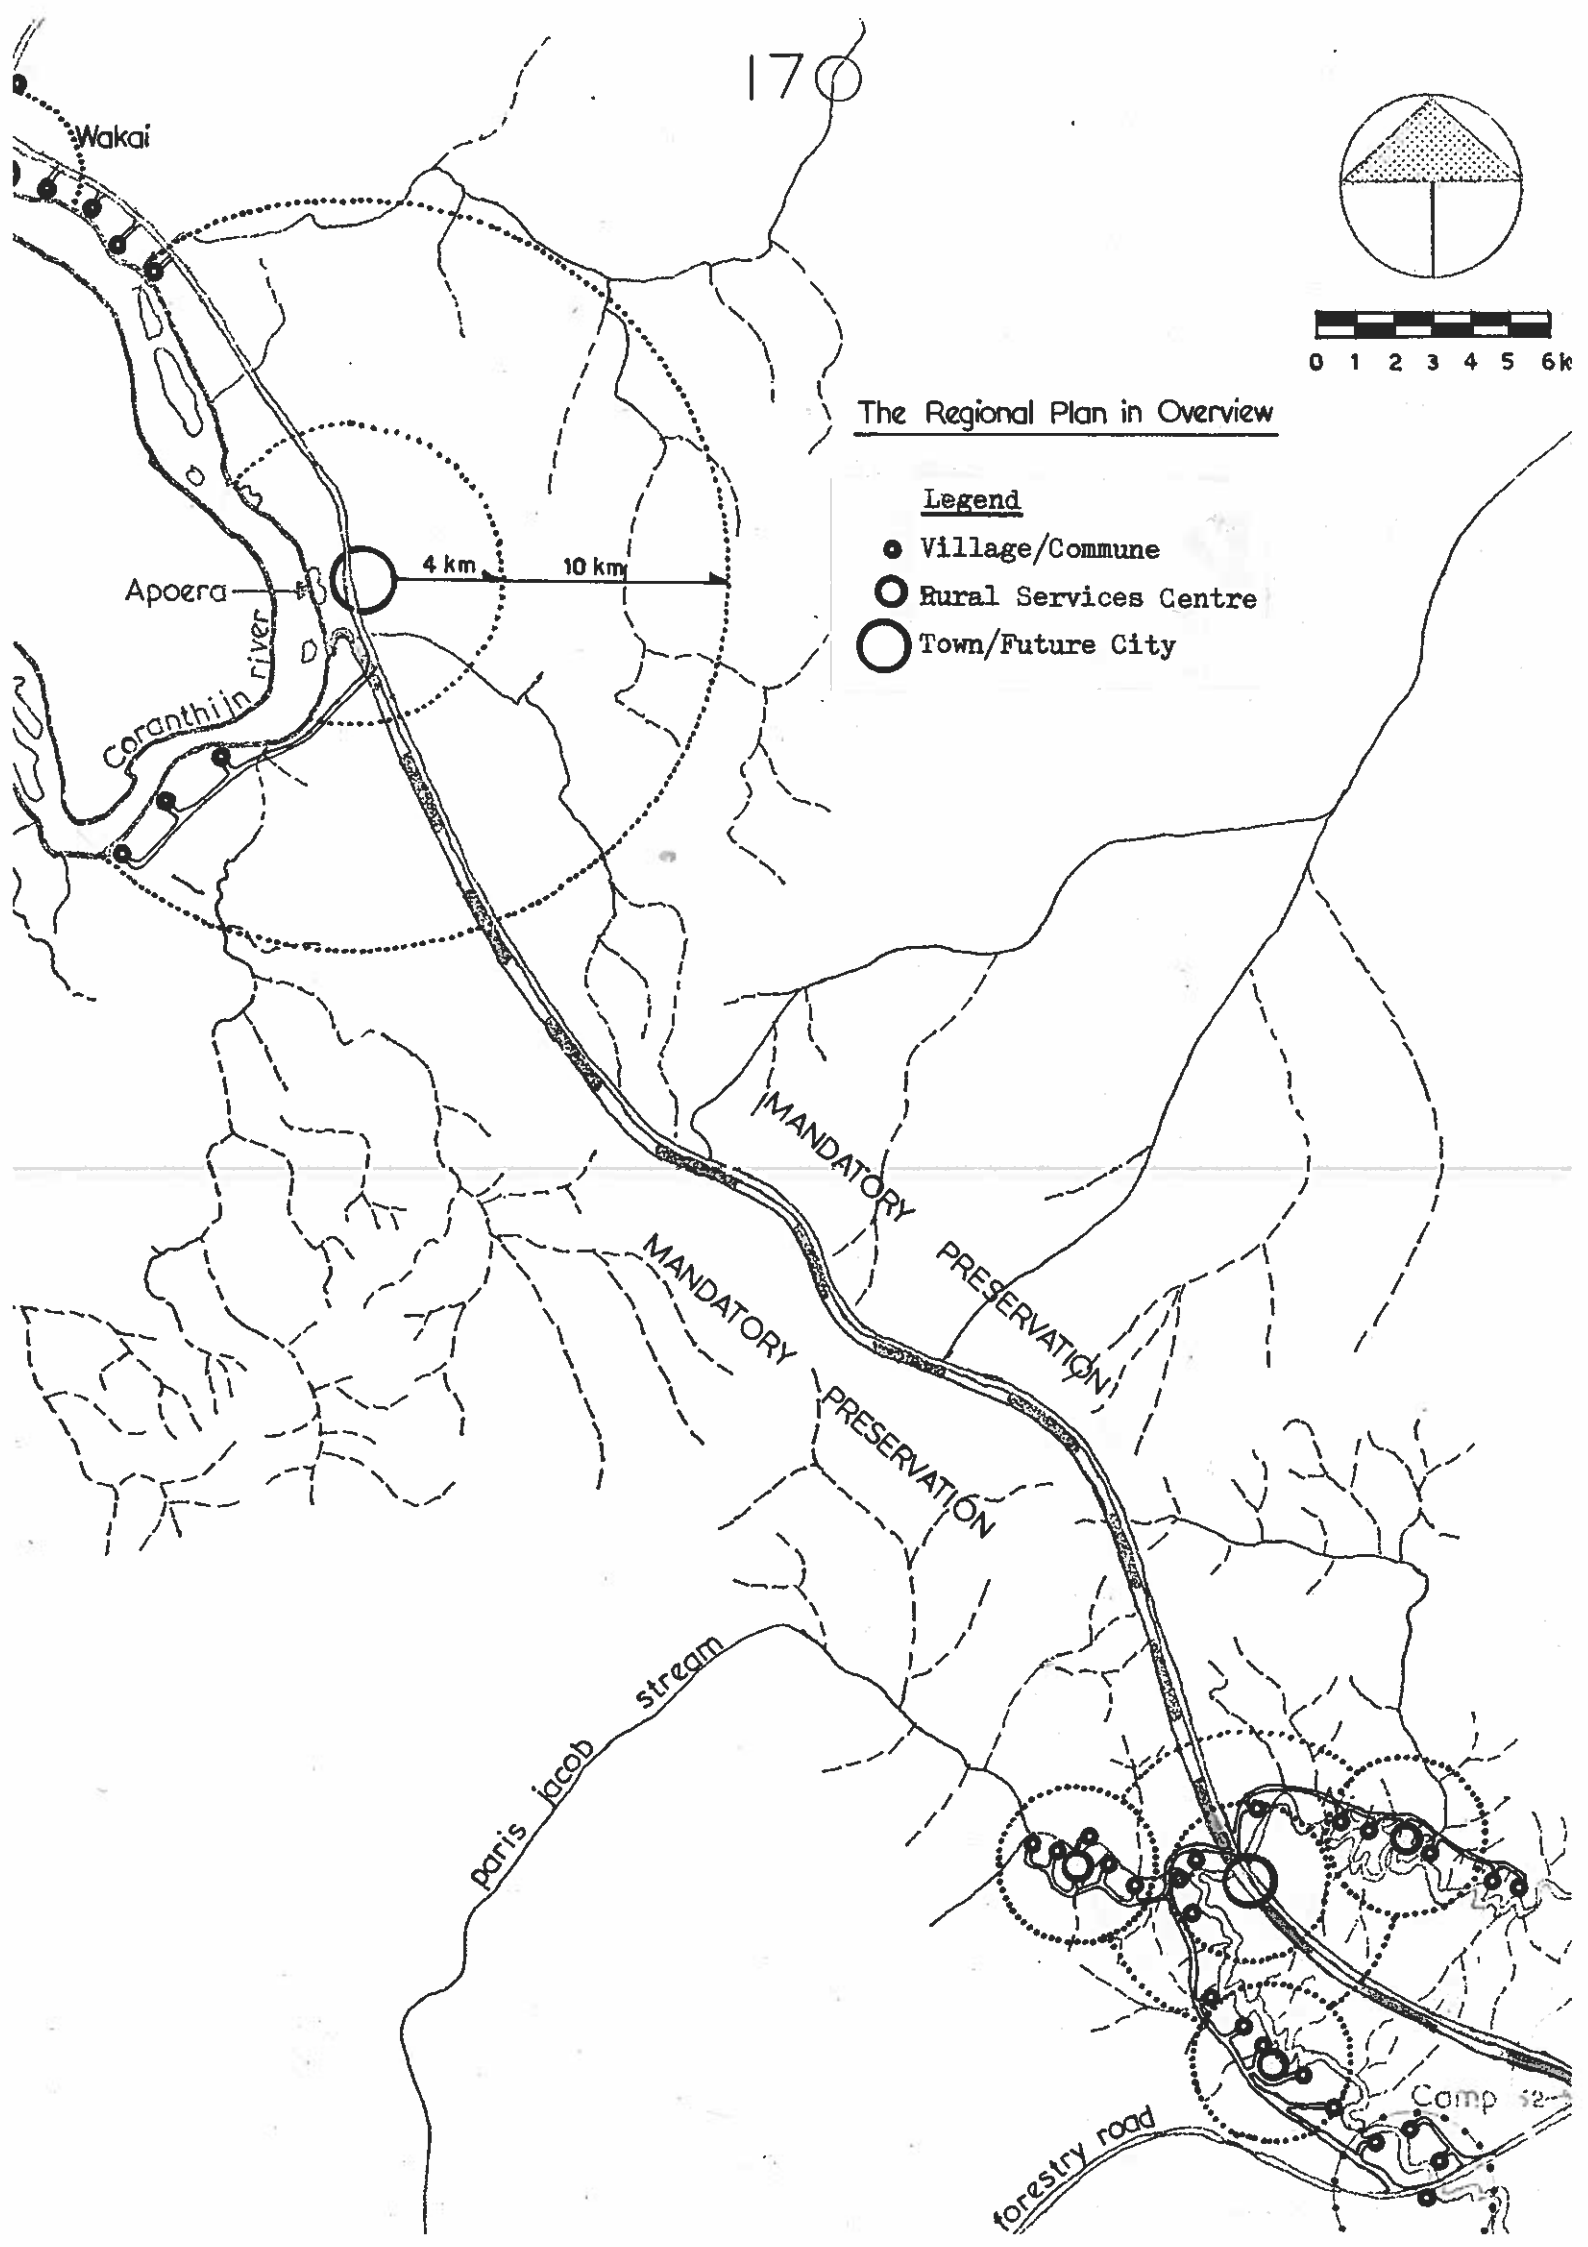 170
Wakai
0 1 2 3 4 5 6 k
The Regional Plan in Overview
Legend
Village/Commune
Rural Services Centre
Town/Future City
4 km
10 km
Apoera
Coranthijn river
MANDATORY
PRESERVATION
MANDATORY
PRESERVATION
paris jacob stream
Camp 52
forestry road